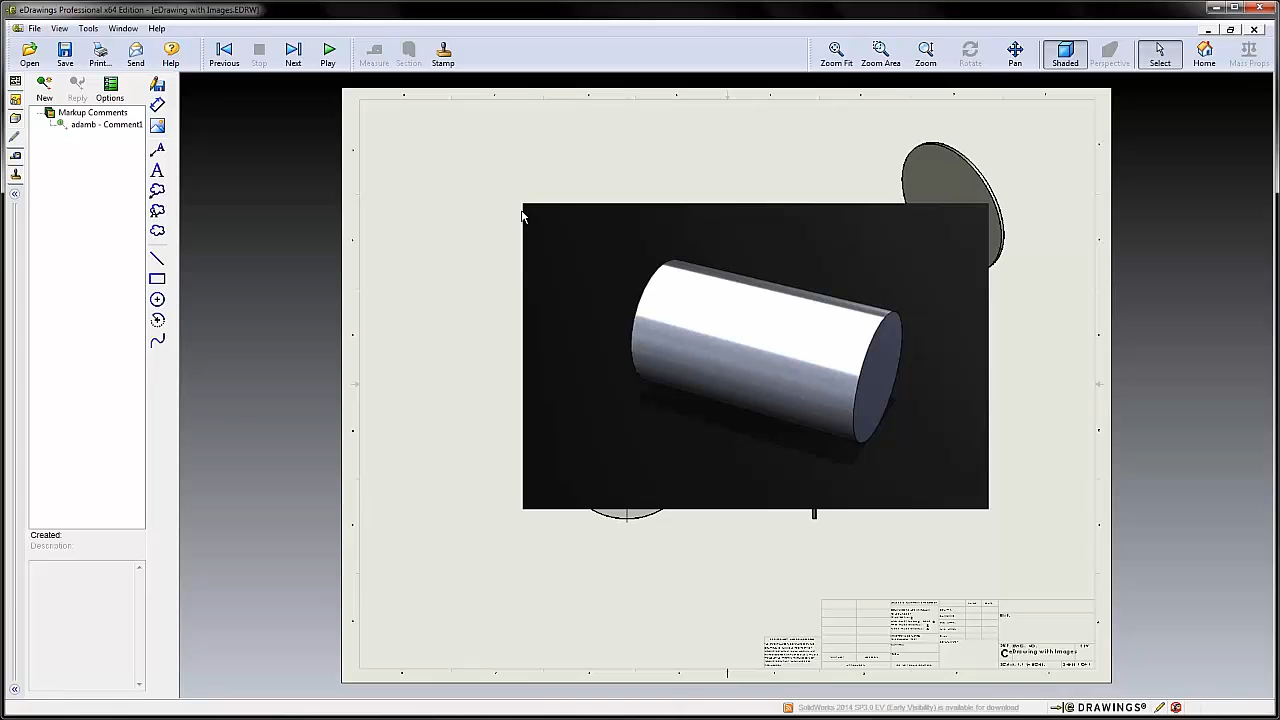 eDrawings Professional x64 Edition - [eDrawing with Images.EDRW]
File View Tools Window Help
Open Save Print... Send Help Previous Stop Next Play Measure Section Stamp Zoom Fit Zoom Area Zoom Rotate Pan Shaded Perspective Select Home Mass Props
New Reply Options
Markup Comments
adamb - Comment1
Created:
Description:
eDrawing with Images
SolidWorks 2014 SP3.0 EV (Early Visibility) is available for download
eDRAWINGS®